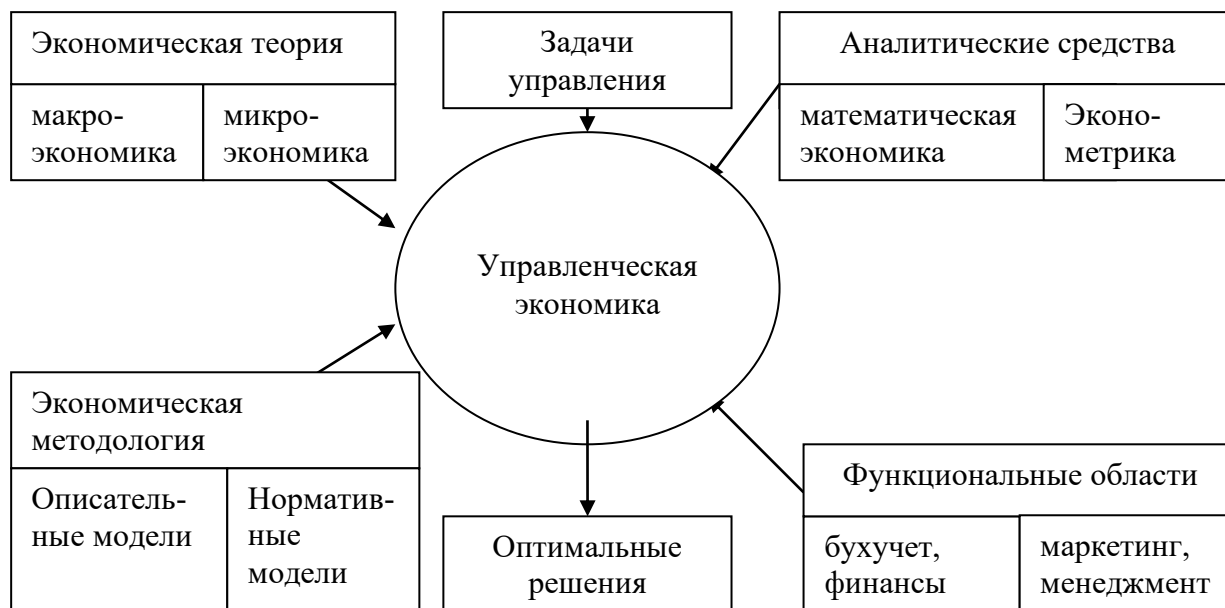 Экономическая теория
макро-
экономика
микро-
экономика
Задачи
управления
Аналитические средства
математическая
экономика
Эконо-
метрика
Управленческая
экономика
Экономическая
методология
Описатель-
ные модели
Норматив-
ные
модели
Оптимальные
решения
Функциональные области
бухучет,
финансы
маркетинг,
менеджмент